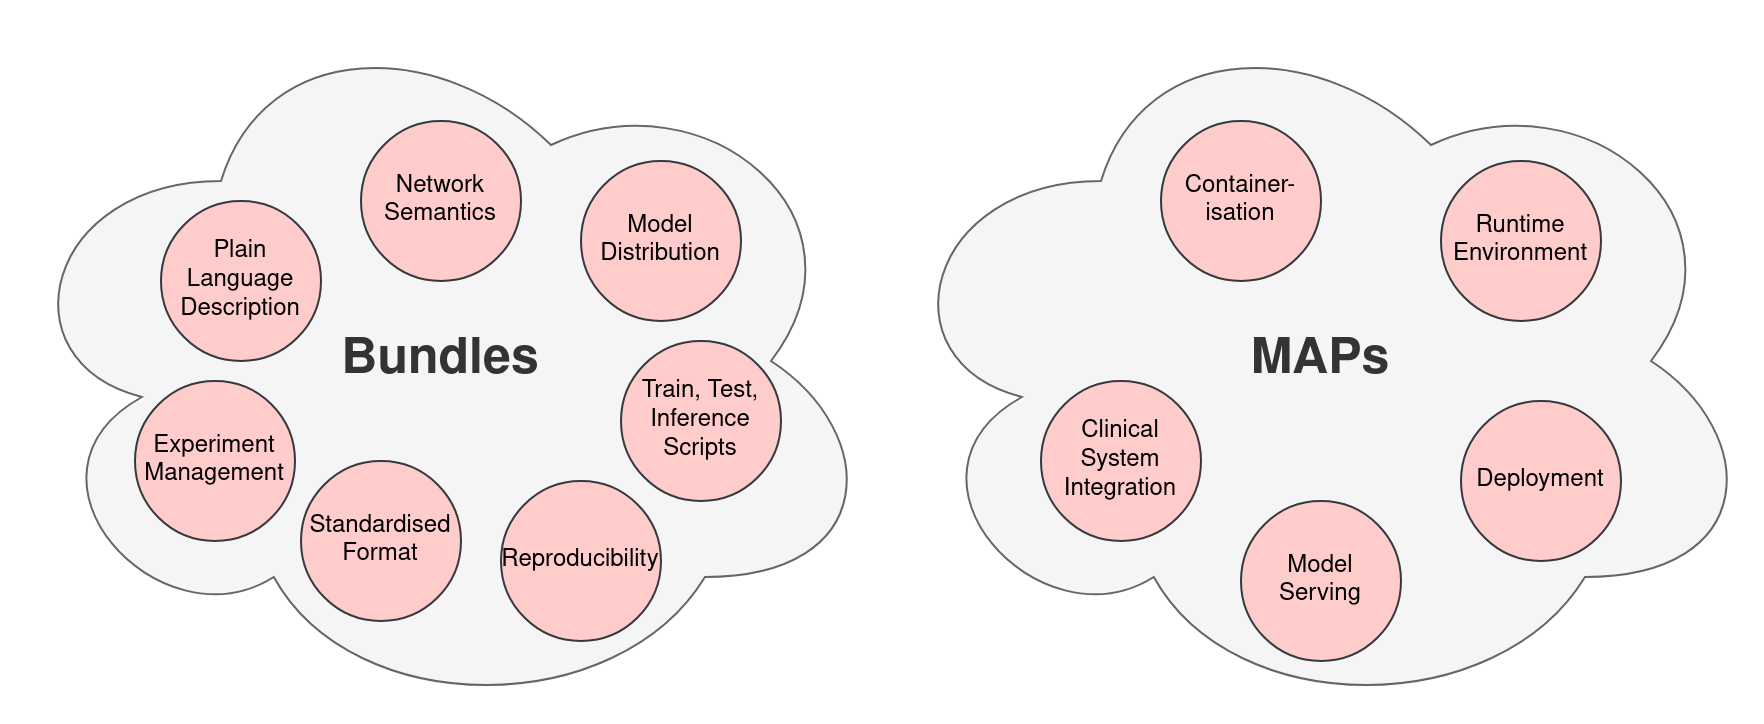 Network
Semantics
Model
Distribution
Plain
Language
Description
Bundles
Train, Test,
Inference
Scripts
Experiment
Management
Standardised
Format
Reproducibility
Container-
isation
Runtime
Environment
MAPs
Clinical
System
Integration
Deployment
Model
Serving